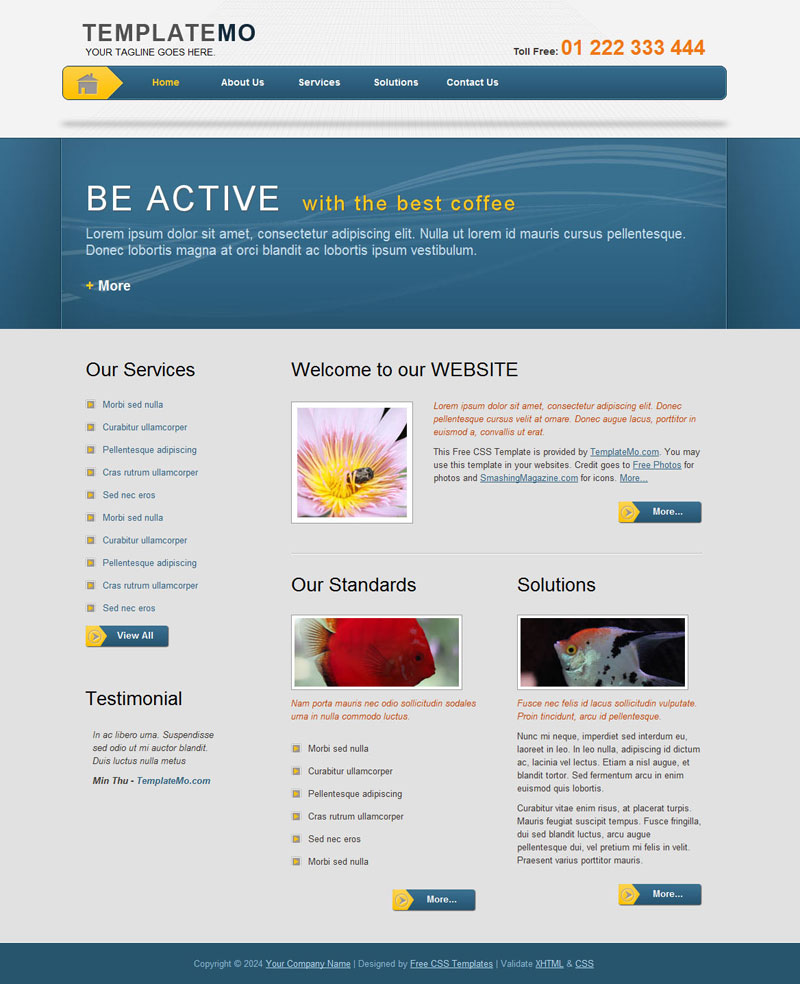 TEMPLATEMO
YOUR TAGLINE GOES HERE.
Toll Free: 01 222 333 444
Home About Us Services Solutions Contact Us
BE ACTIVE with the best coffee
Lorem ipsum dolor sit amet, consectetur adipiscing elit. Nulla ut lorem id mauris cursus pellentesque.
Donec lobortis magna at orci blandit ac lobortis ipsum vestibulum.
+ More
Our Services
Morbi sed nulla
Curabitur ullamcorper
Pellentesque adipiscing
Cras rutrum ullamcorper
Sed nec eros
Morbi sed nulla
Curabitur ullamcorper
Pellentesque adipiscing
Cras rutrum ullamcorper
Sed nec eros
View All
Testimonial
In ac libero uma. Suspendisse
sed odio ut mi auctor blandit.
Duis luctus nulla metus
Min Thu - TemplateMo.com
Welcome to our WEBSITE
Lorem ipsum dolor sit amet, consectetur adipiscing elit. Donec
pellentesque cursus velit at ornare. Donec augue lacus, porttitor in
euismod a, convallis ut erat.
This Free CSS Template is provided by TemplateMo.com. You may
use this template in your websites. Credit goes to Free Photos for
photos and SmashingMagazine.com for icons. More...
More...
Our Standards
Nam porta mauris nec odio sollicitudin sodales
uma in nulla commodo luctus.
Morbi sed nulla
Curabitur ullamcorper
Pellentesque adipiscing
Cras rutrum ullamcorper
Sed nec eros
Morbi sed nulla
More...
Solutions
Fusce nec felis id lacus sollicitudin vulputate.
Proin tincidunt, arcu id pellentesque.
Nunc mi neque, imperdiet sed interdum eu,
laoreet in leo. In leo nulla, adipiscing id dictum
ac, lacinia vel lectus. Etiam a nisl augue, et
blandit tortor. Sed fermentum arcu in enim
euismod quis lobortis.
Curabitur vitae enim risus, at placerat turpis.
Mauris feugiat suscipit tempus. Fusce fringilla,
dui sed blandit luctus, arcu augue
pellentesque dui, vel pretium mi felis in velit.
Praesent varius porttitor mauris.
More...
Copyright © 2024 Your Company Name | Designed by Free CSS Templates | Validate XHTML & CSS